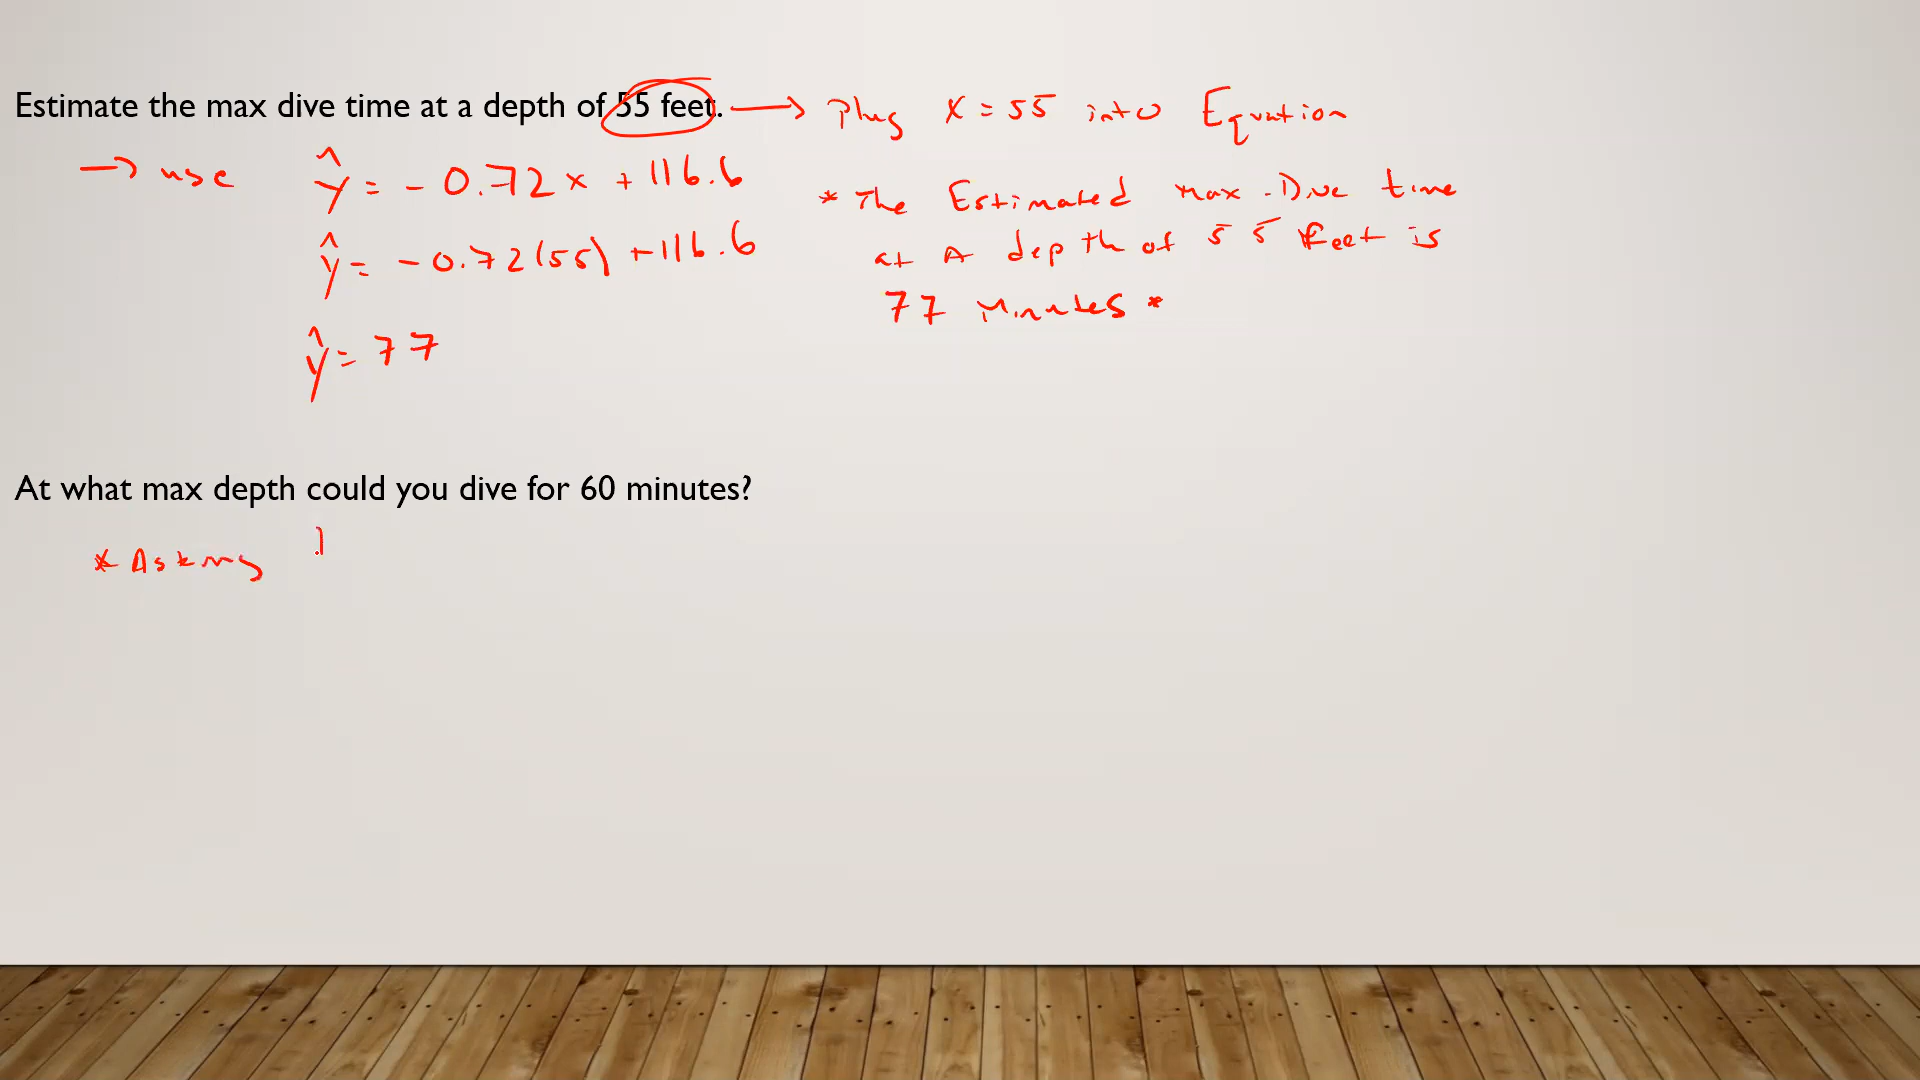 Estimate the max dive time at a depth of 55 feet. → Plug x = 55 into Equation
→ use ŷ = -0.72x + 116.6
* The Estimated max Dive time
ŷ = -0.72(55) + 116.6
at A depth of 55 feet is
77 Minutes *
ŷ = 77
At what max depth could you dive for 60 minutes?
* Asking